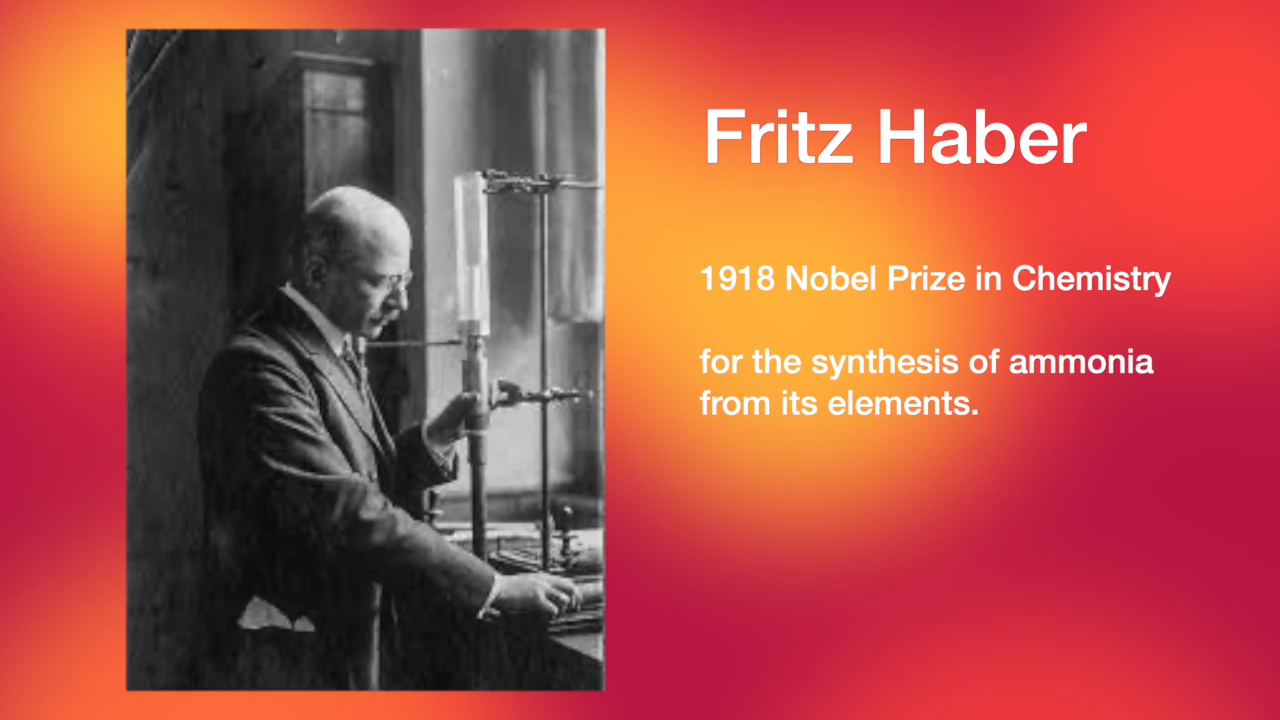 Fritz Haber
1918 Nobel Prize in Chemistry
for the synthesis of ammonia
from its elements.